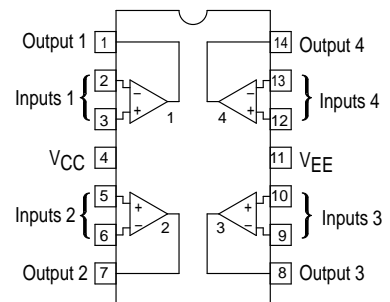 Output 1 1 14 Output 4
Inputs 1 { 2 − − 13 } Inputs 4
3 + 1 4 + 12
VCC 4 11 VEE
Inputs 2 { 5 + + 10 } Inputs 3
6 − 2 3 − 9
Output 2 7 8 Output 3